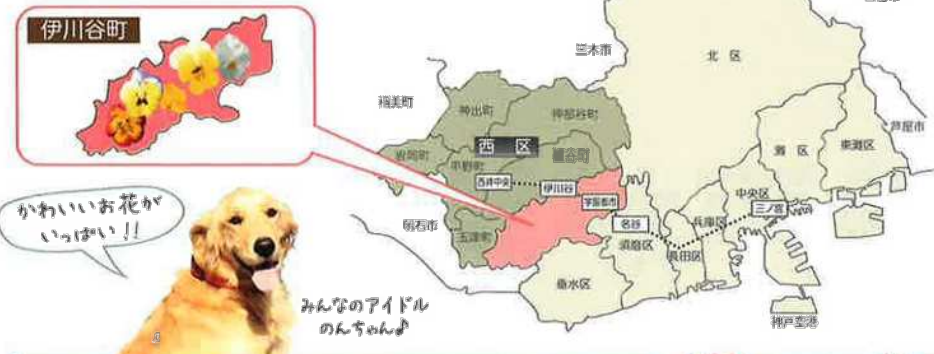 伊川谷町
三木市
北区
稲美町
神出町
押部谷町
芦屋市
西区
櫨谷町
灘区
東灘区
岩岡町
平野町
西神中央
伊川谷
学園都市
中央区
三ノ宮
かわいいお花が
いっぱい!!
明石市
玉津町
名谷
兵庫区
須磨区
長田区
垂水区
みんなのアイドル
のんちゃん♪
神戸空港